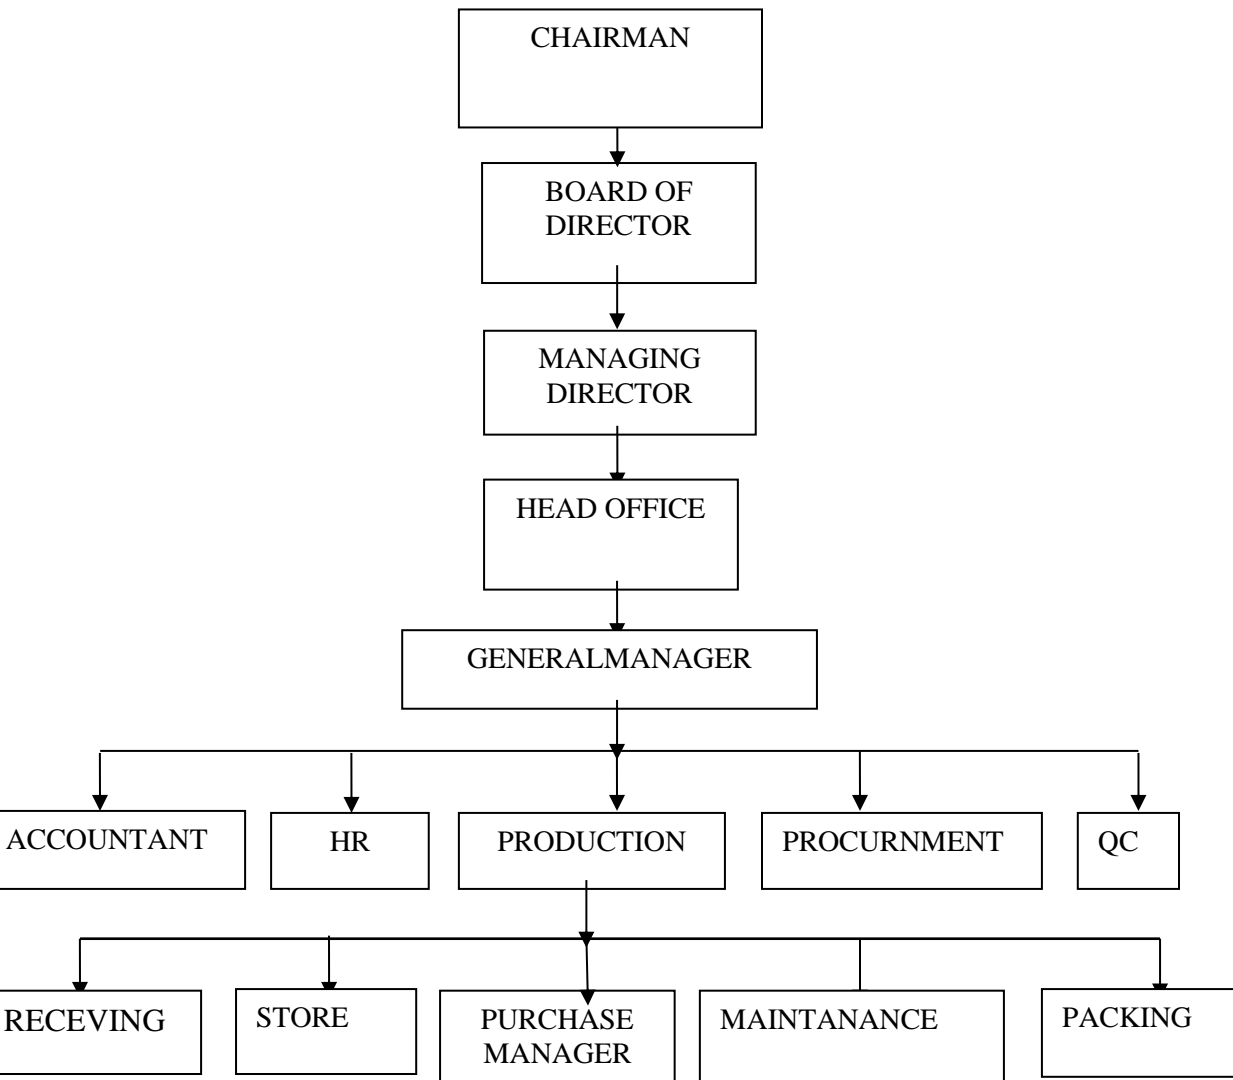 CHAIRMAN
BOARD OF
DIRECTOR
MANAGING
DIRECTOR
HEAD OFFICE
GENERALMANAGER
ACCOUNTANT
HR
PRODUCTION
PROCURNMENT
QC
RECEVING
STORE
PURCHASE
MANAGER
MAINTANANCE
PACKING